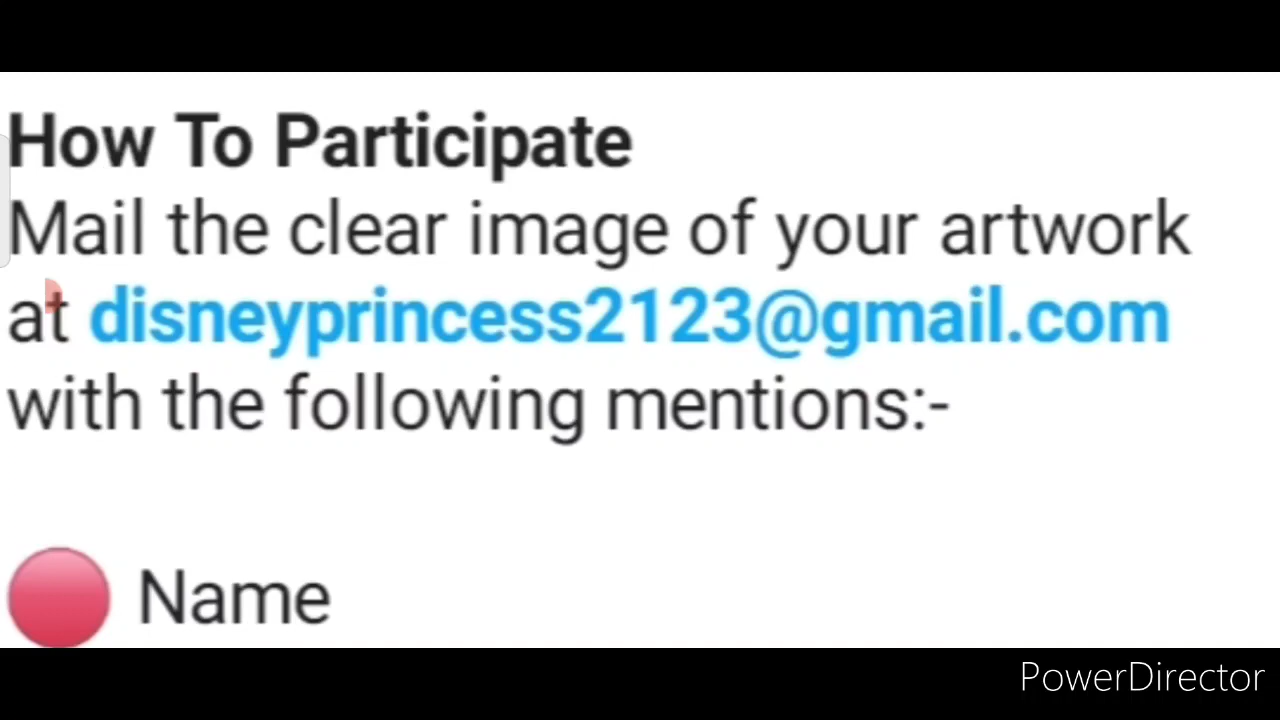 How To Participate
Mail the clear image of your artwork
at disneyprincess2123@gmail.com
with the following mentions:-
Name
PowerDirector